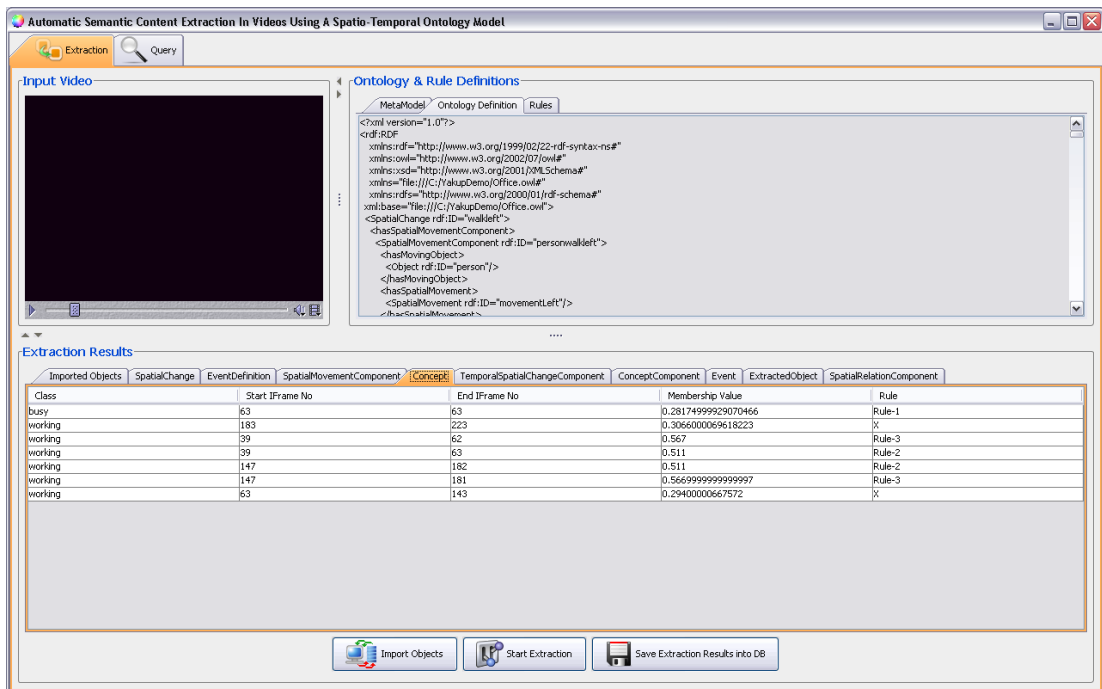 Automatic Semantic Content Extraction In Videos Using A Spatio-Temporal Ontology Model
Extraction Query
Input Video
Ontology & Rule Definitions
MetaModel Ontology Definition Rules
<?xml version="1.0"?>
<rdf:RDF
xmlns:rdf="http://www.w3.org/1999/02/22-rdf-syntax-ns#"
xmlns:owl="http://www.w3.org/2002/07/owl#"
xmlns:xsd="http://www.w3.org/2001/XMLSchema#"
xmlns="file:///C:/YakupDemo/Office.owl#"
xmlns:rdfs="http://www.w3.org/2000/01/rdf-schema#"
xml:base="file:///C:/YakupDemo/Office.owl">
<SpatialChange rdf:ID="walkleft">
<hasSpatialMovementComponent>
<SpatialMovementComponent rdf:ID="personwalkleft">
<hasMovingObject>
<Object rdf:ID="person"/>
</hasMovingObject>
<hasSpatialMovement>
<SpatialMovement rdf:ID="movementLeft"/>
</hasSpatialMovement>
Extraction Results
Imported Objects SpatialChange EventDefinition SpatialMovementComponent Concept TemporalSpatialChangeComponent ConceptComponent Event ExtractedObject SpatialRelationComponent
Class Start IFrame No End IFrame No Membership Value Rule
busy 63 63 0.28174999929070466 Rule-1
working 183 223 0.3066000069618223 X
working 39 62 0.567 Rule-3
working 39 63 0.511 Rule-2
working 147 182 0.511 Rule-2
working 147 181 0.5669999999999997 Rule-3
working 63 143 0.29400000667572 X
Import Objects Start Extraction Save Extraction Results into DB